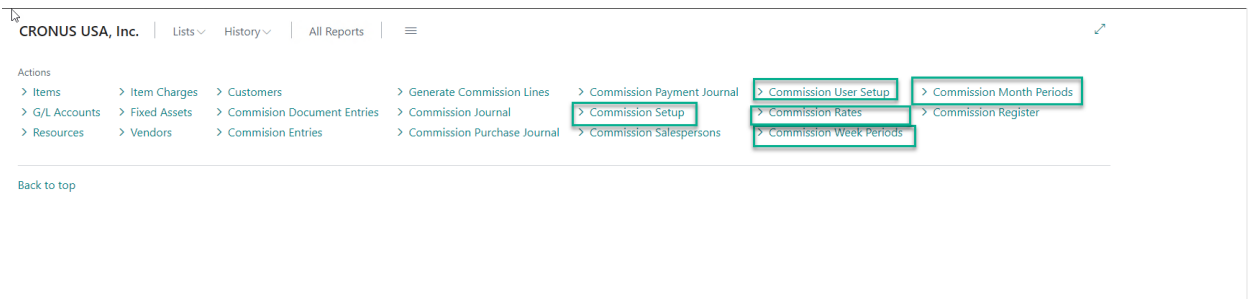 CRONUS USA, Inc. Lists History All Reports
Actions
Items Item Charges Customers Generate Commission Lines Commission Payment Journal Commission User Setup Commission Month Periods
G/L Accounts Fixed Assets Commision Document Entries Commission Journal Commission Setup Commission Rates Commission Register
Resources Vendors Commision Entries Commission Purchase Journal Commission Salespersons Commission Week Periods
Back to top